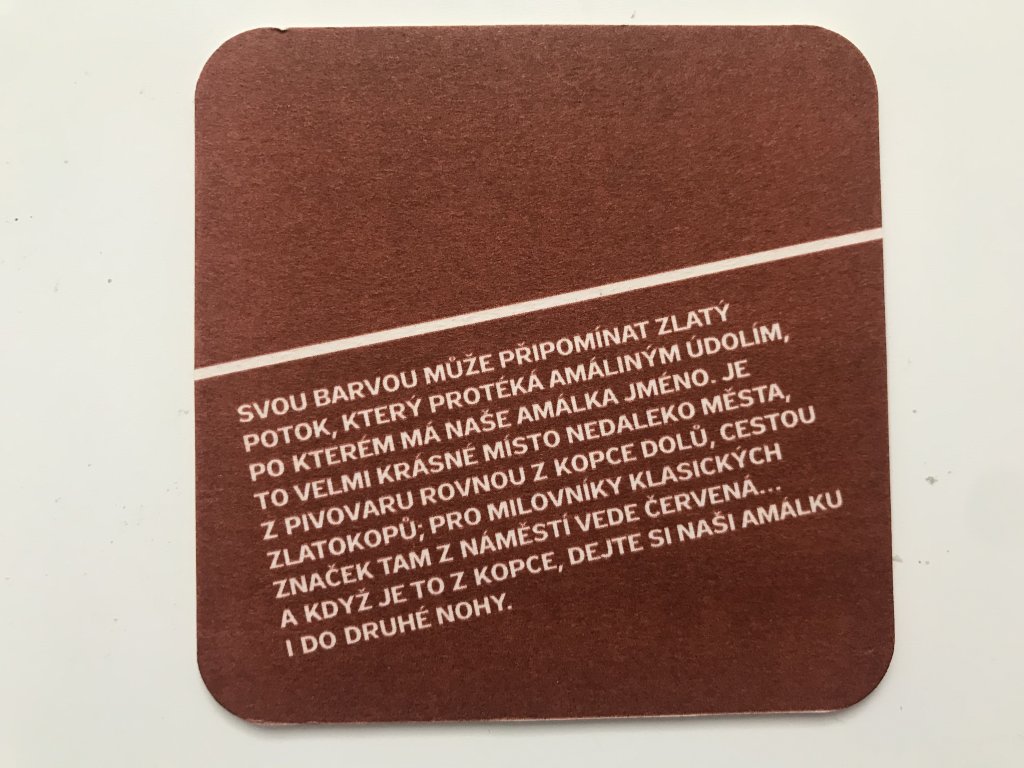 SVOU BARVOU MŮŽE PŘIPOMÍNAT ZLATÝ
POTOK, KTERÝ PROTÉKÁ AMÁLINÝM ÚDOLÍM,
PO KTERÉM MÁ NAŠE AMÁLKA JMÉNO. JE
TO VELMI KRÁSNÉ MÍSTO NEDALEKO MĚSTA,
Z PIVOVARU ROVNOU Z KOPCE DOLŮ, CESTOU
ZLATOKOPŮ; PRO MILOVNÍKY KLASICKÝCH
ZNAČEK TAM Z NÁMĚSTÍ VEDE ČERVENÁ...
A KDYŽ JE TO Z KOPCE, DEJTE SI NAŠI AMÁLKU
I DO DRUHÉ NOHY.